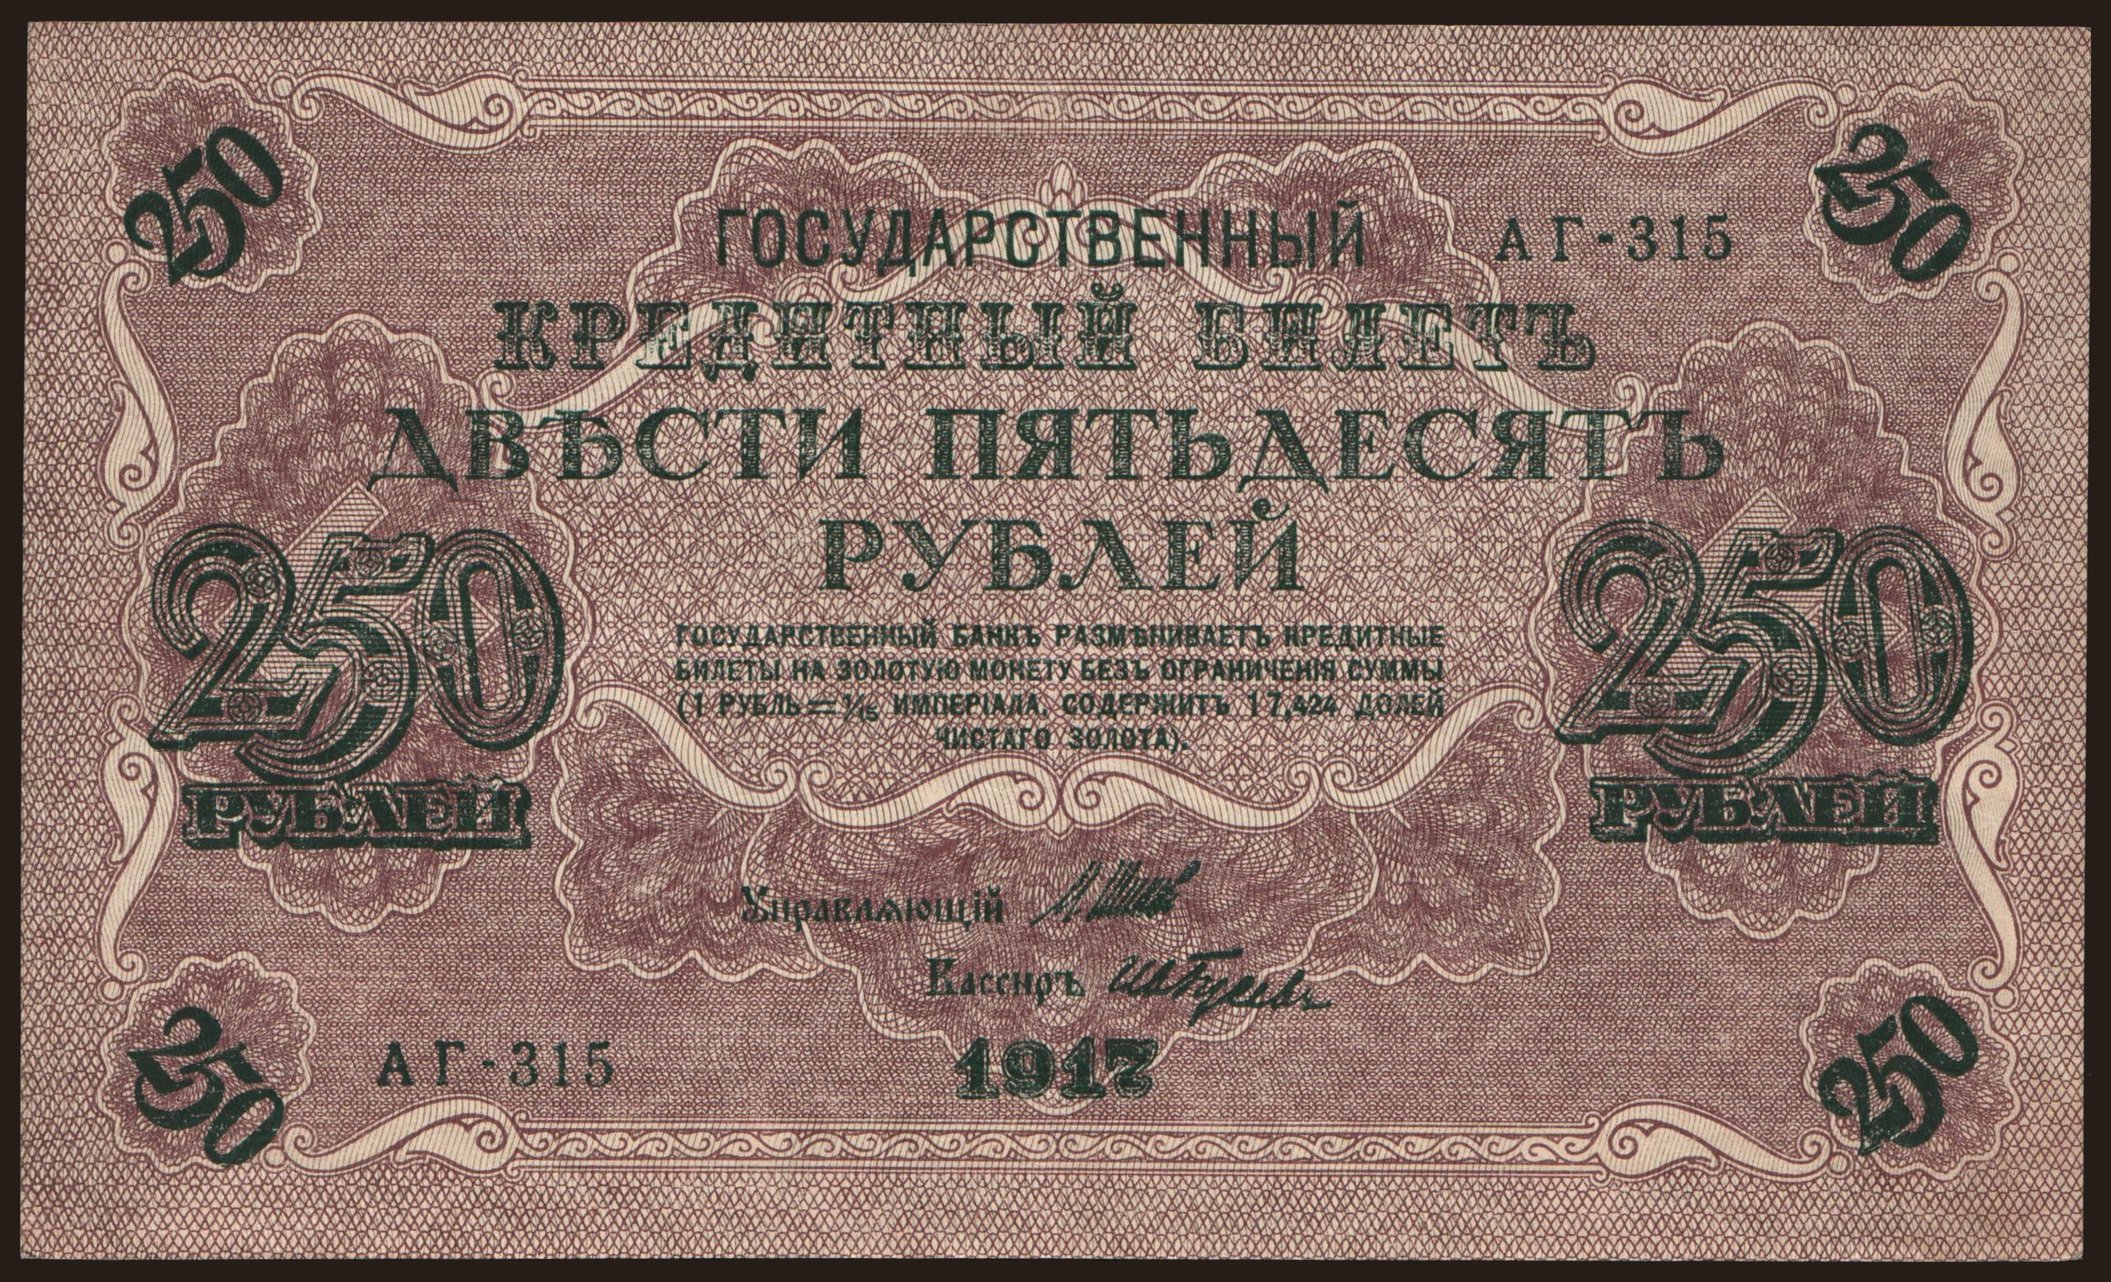 250 250
ГОСУДАРСТВЕННЫЙ АГ-315
КРЕДИТНЫЙ БИЛЕТЪ
ДВѢСТИ ПЯТЬДЕСЯТЪ
РУБЛЕЙ
250 250
РУБЛЕЙ РУБЛЕЙ
ГОСУДАРСТВЕННЫЙ БАНКЪ РАЗМѢНИВАЕТЪ КРЕДИТНЫЕ
БИЛЕТЫ НА ЗОЛОТУЮ МОНЕТУ БЕЗЪ ОГРАНИЧЕНІЯ СУММЫ
(1 РУБЛЬ = 1/15 ИМПЕРІАЛА, СОДЕРЖИТЪ 17,424 ДОЛЕЙ
ЧИСТАГО ЗОЛОТА).
Управляющій
Кассиръ
АГ-315 1917
250 250